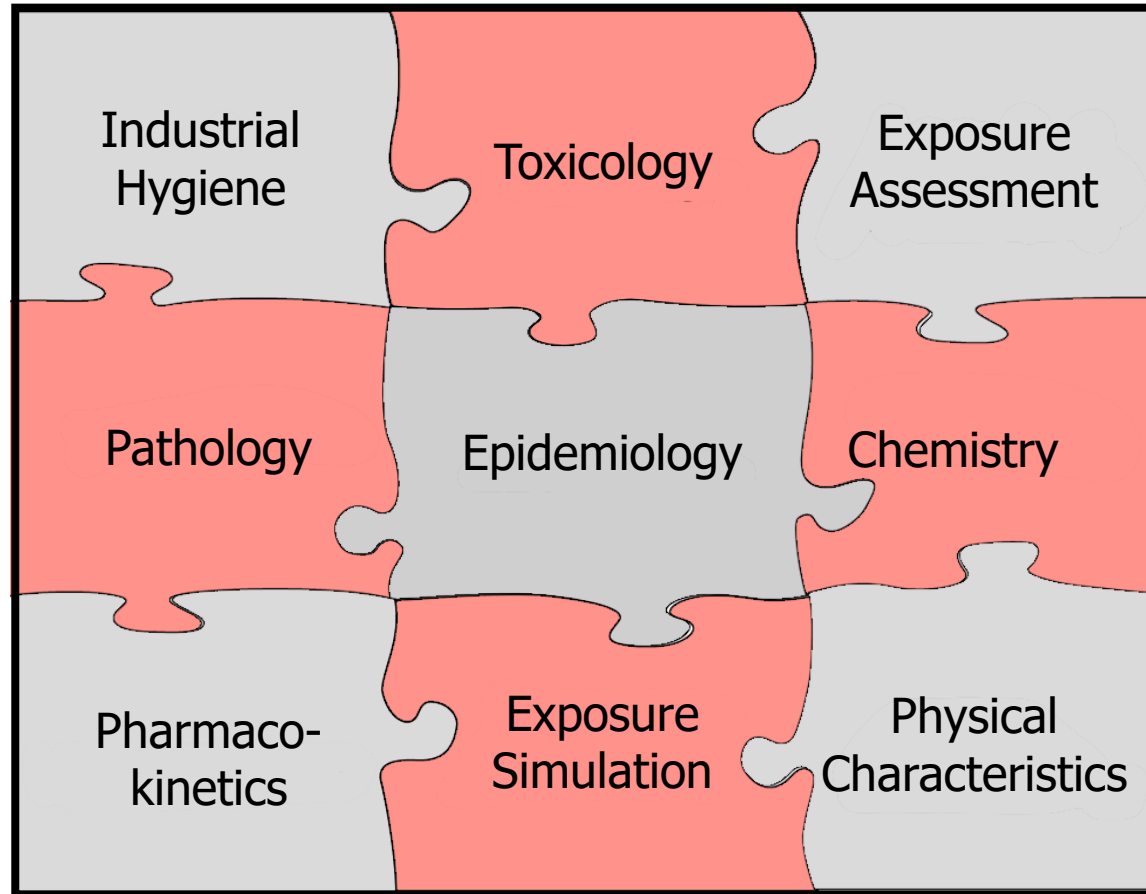 Industrial
Hygiene
Toxicology
Exposure
Assessment
Pathology
Epidemiology
Chemistry
Pharmaco-
kinetics
Exposure
Simulation
Physical
Characteristics